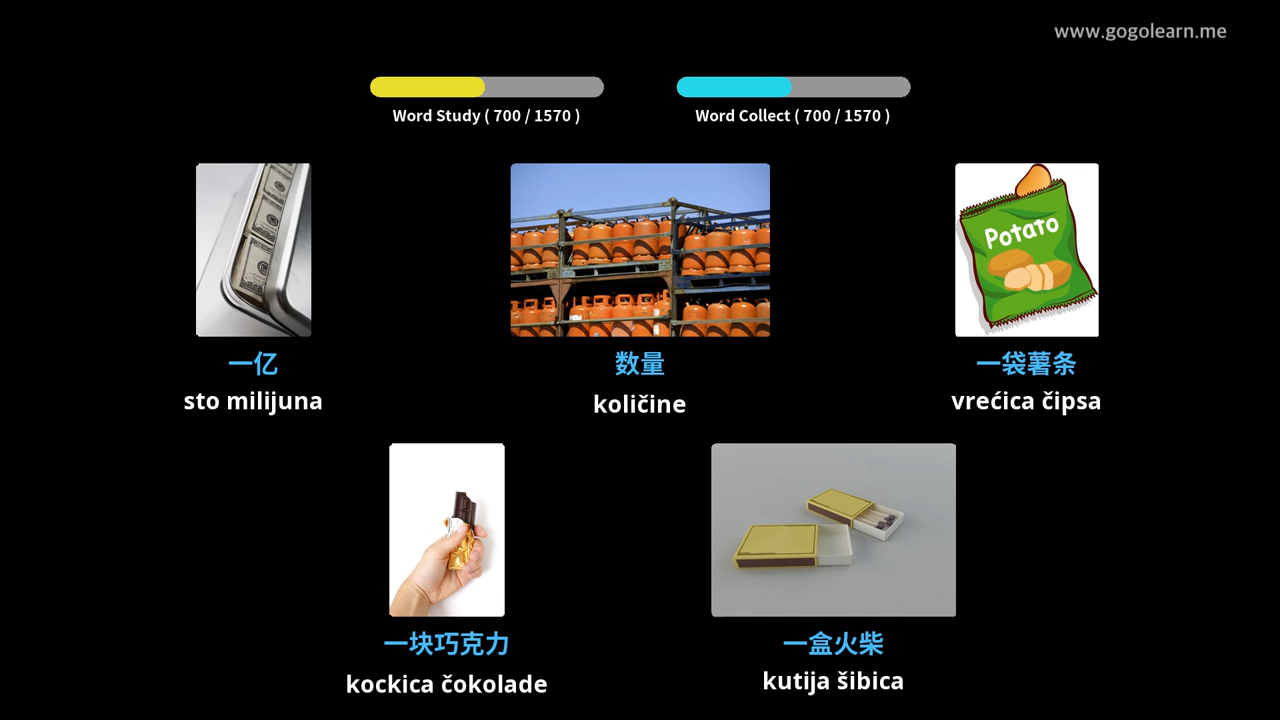 www.gogolearn.me
Word Study ( 700 / 1570 )
Word Collect ( 700 / 1570 )
Potato
一亿
数量
一袋薯条
sto milijuna
količine
vrećica čipsa
一块巧克力
一盒火柴
kockica čokolade
kutija šibica